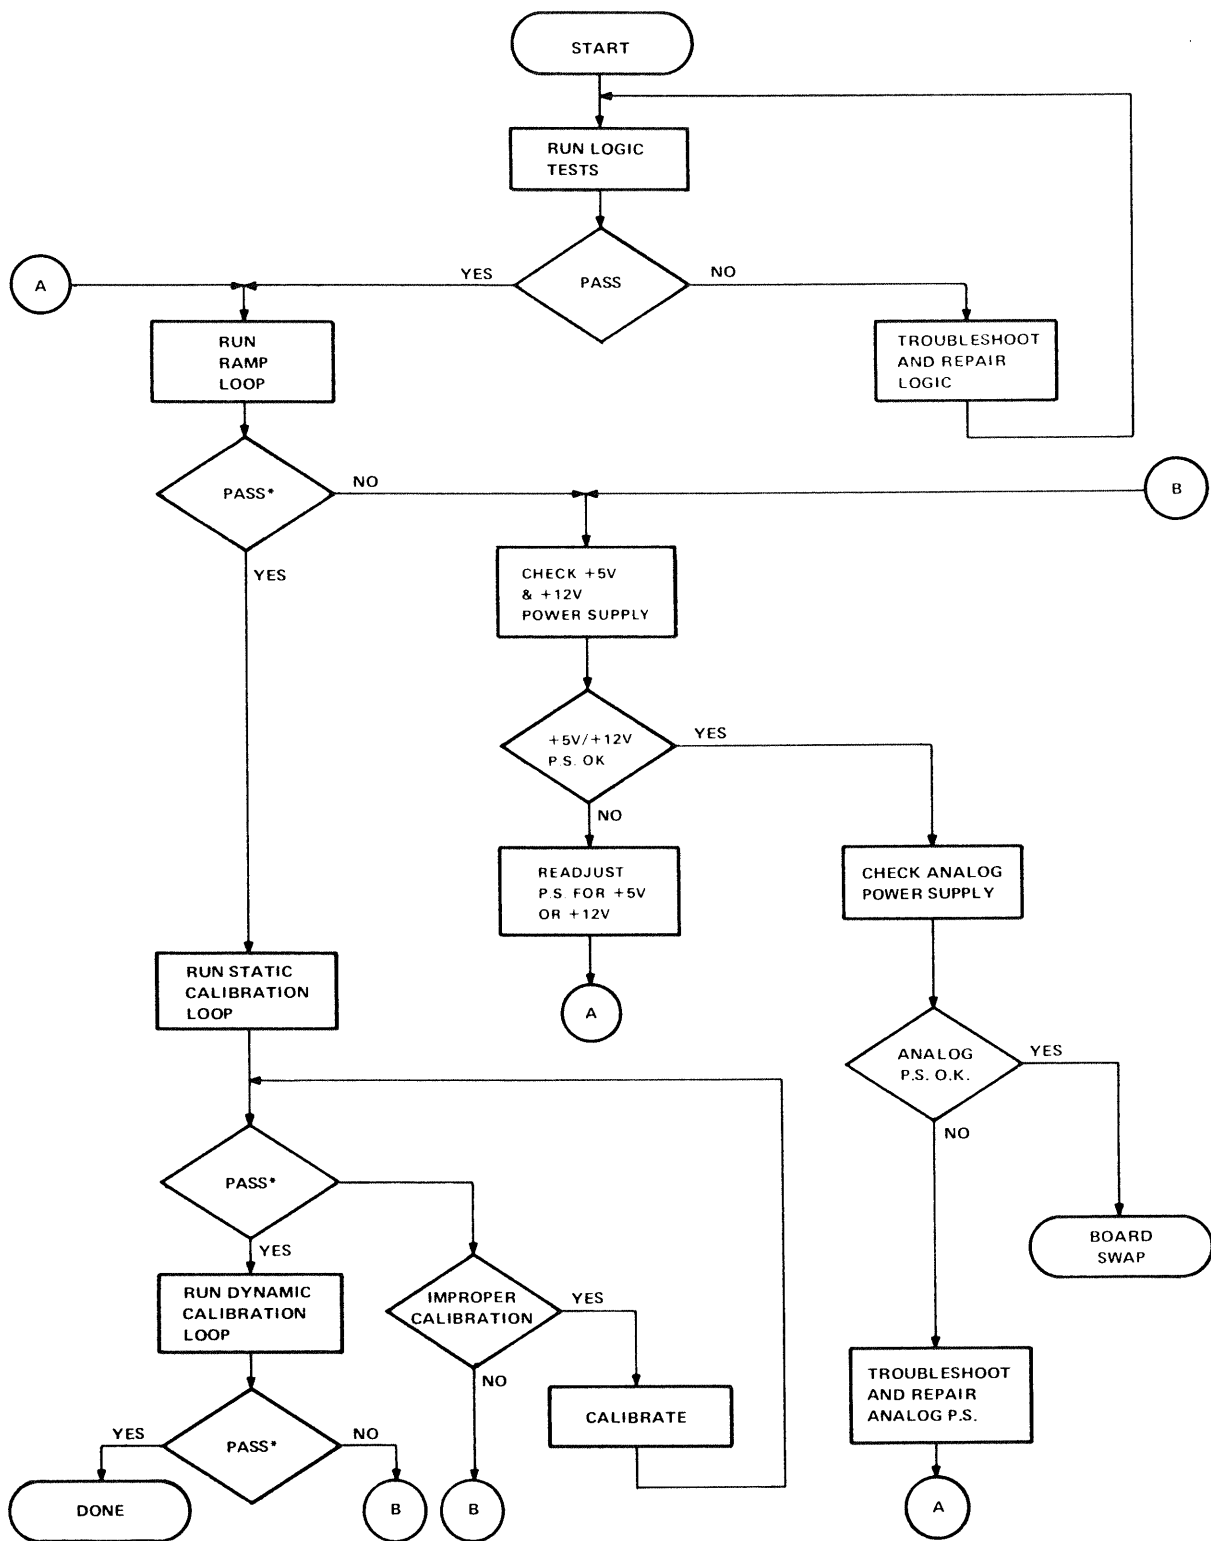 START
RUN LOGIC
TESTS
A
YES
PASS
NO
RUN
RAMP
LOOP
TROUBLESHOOT
AND REPAIR
LOGIC
PASS*
NO
B
YES
CHECK +5V
& +12V
POWER SUPPLY
+5V/+12V
P.S. OK
YES
NO
READJUST
P.S. FOR +5V
OR +12V
CHECK ANALOG
POWER SUPPLY
RUN STATIC
CALIBRATION
LOOP
A
ANALOG
P.S. O.K.
YES
NO
PASS*
YES
BOARD
SWAP
RUN DYNAMIC
CALIBRATION
LOOP
IMPROPER
CALIBRATION
YES
NO
CALIBRATE
TROUBLESHOOT
AND REPAIR
ANALOG P.S.
YES
PASS*
NO
DONE
B
B
A